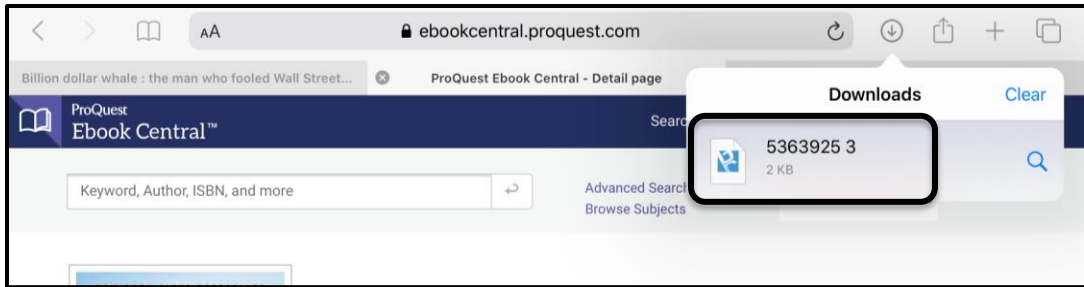 AA
ebookcentral.proquest.com
Billion dollar whale : the man who fooled Wall Street...
ProQuest Ebook Central - Detail page
Downloads
Clear
ProQuest
Ebook Central™
Searc
5363925 3
2 KB
Keyword, Author, ISBN, and more
Advanced Search
Browse Subjects